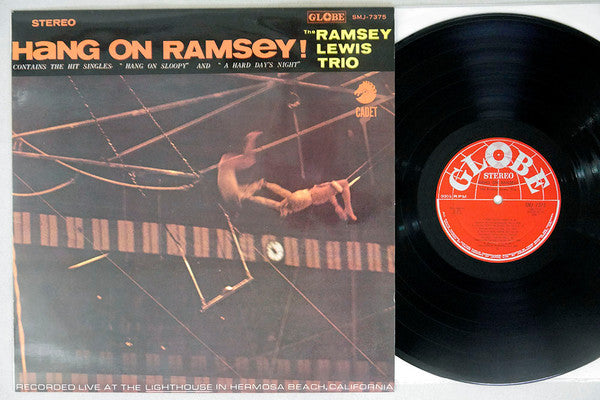 STEREO
GLOBE SMJ-7375
HANG ON RAMSEY!
The RAMSEY
LEWIS
TRIO
CONTAINS THE HIT SINGLES "HANG ON SLOOPY" AND "A HARD DAY'S NIGHT"
CADET
RECORDED LIVE AT THE LIGHTHOUSE IN HERMOSA BEACH, CALIFORNIA
GLOBE
STEREO